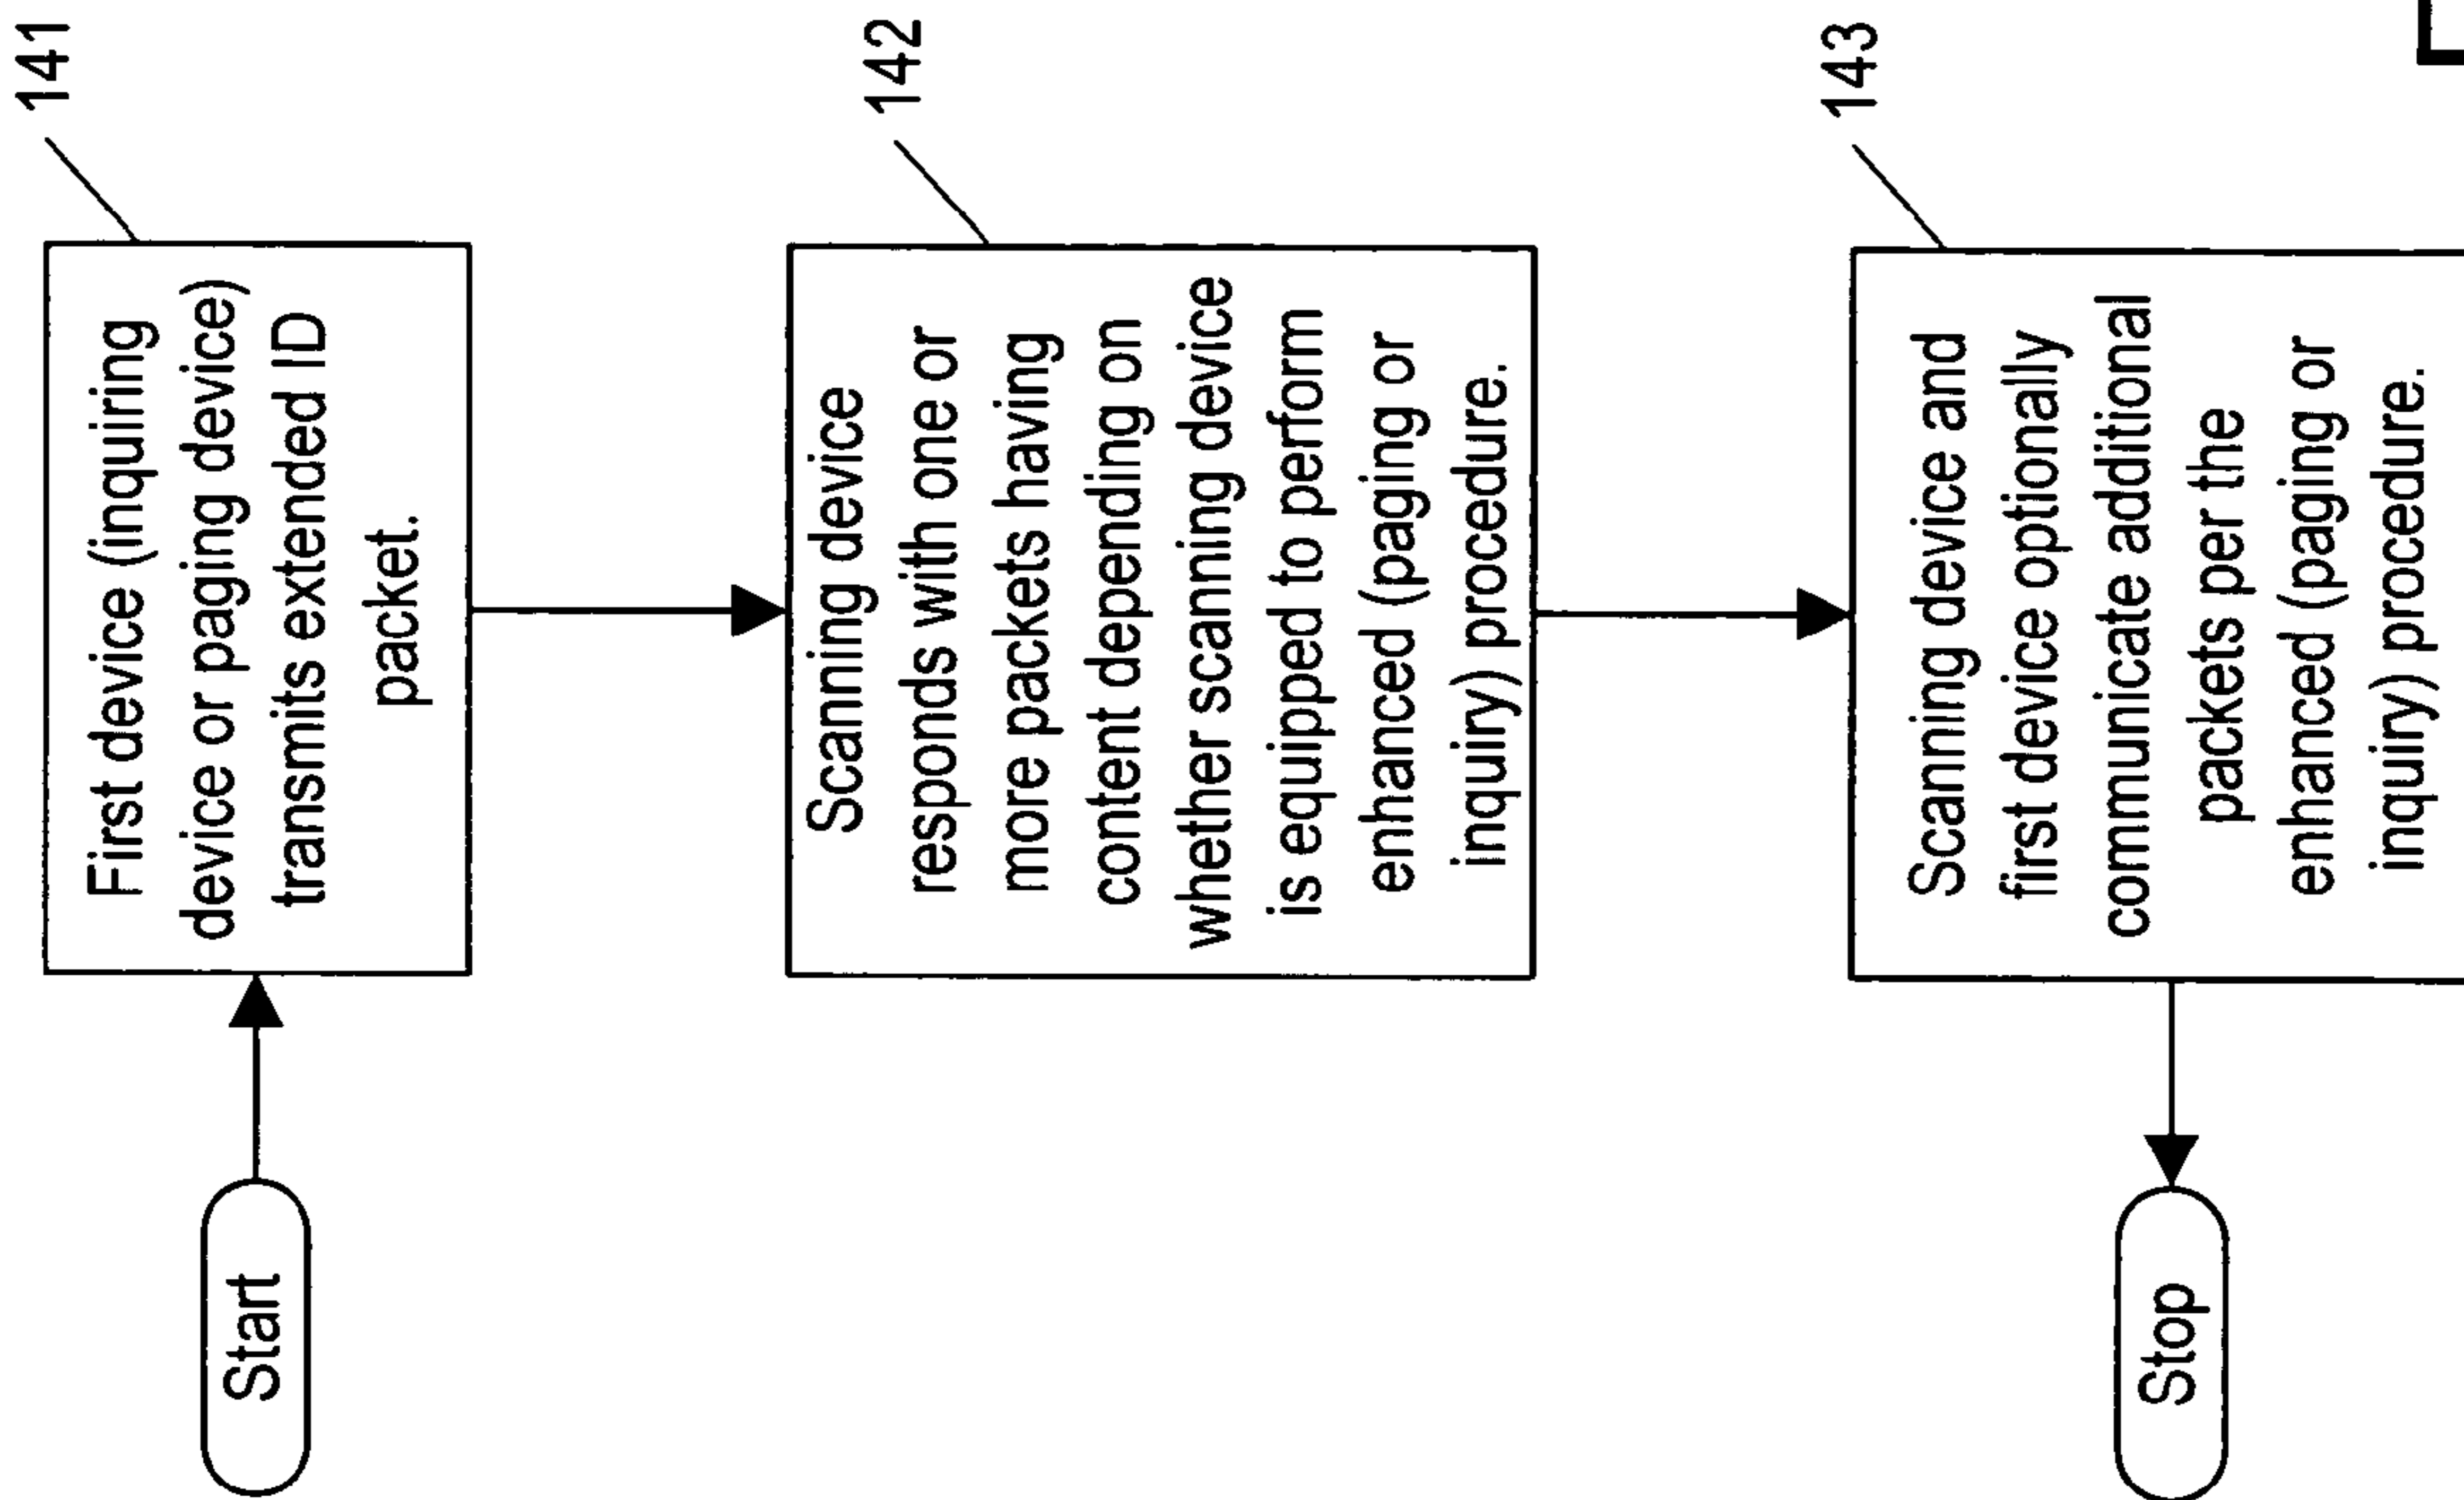 Start
141
First device (inquiring
device or paging device)
transmits extended ID
packet.
142
Scanning device
responds with one or
more packets having
content depending on
whether scanning device
is equipped to perform
enhanced (paging or
inquiry) procedure.
143
Scanning device and
first device optionally
communicate additional
packets per the
enhanced (paging or
inquiry) procedure.
Stop